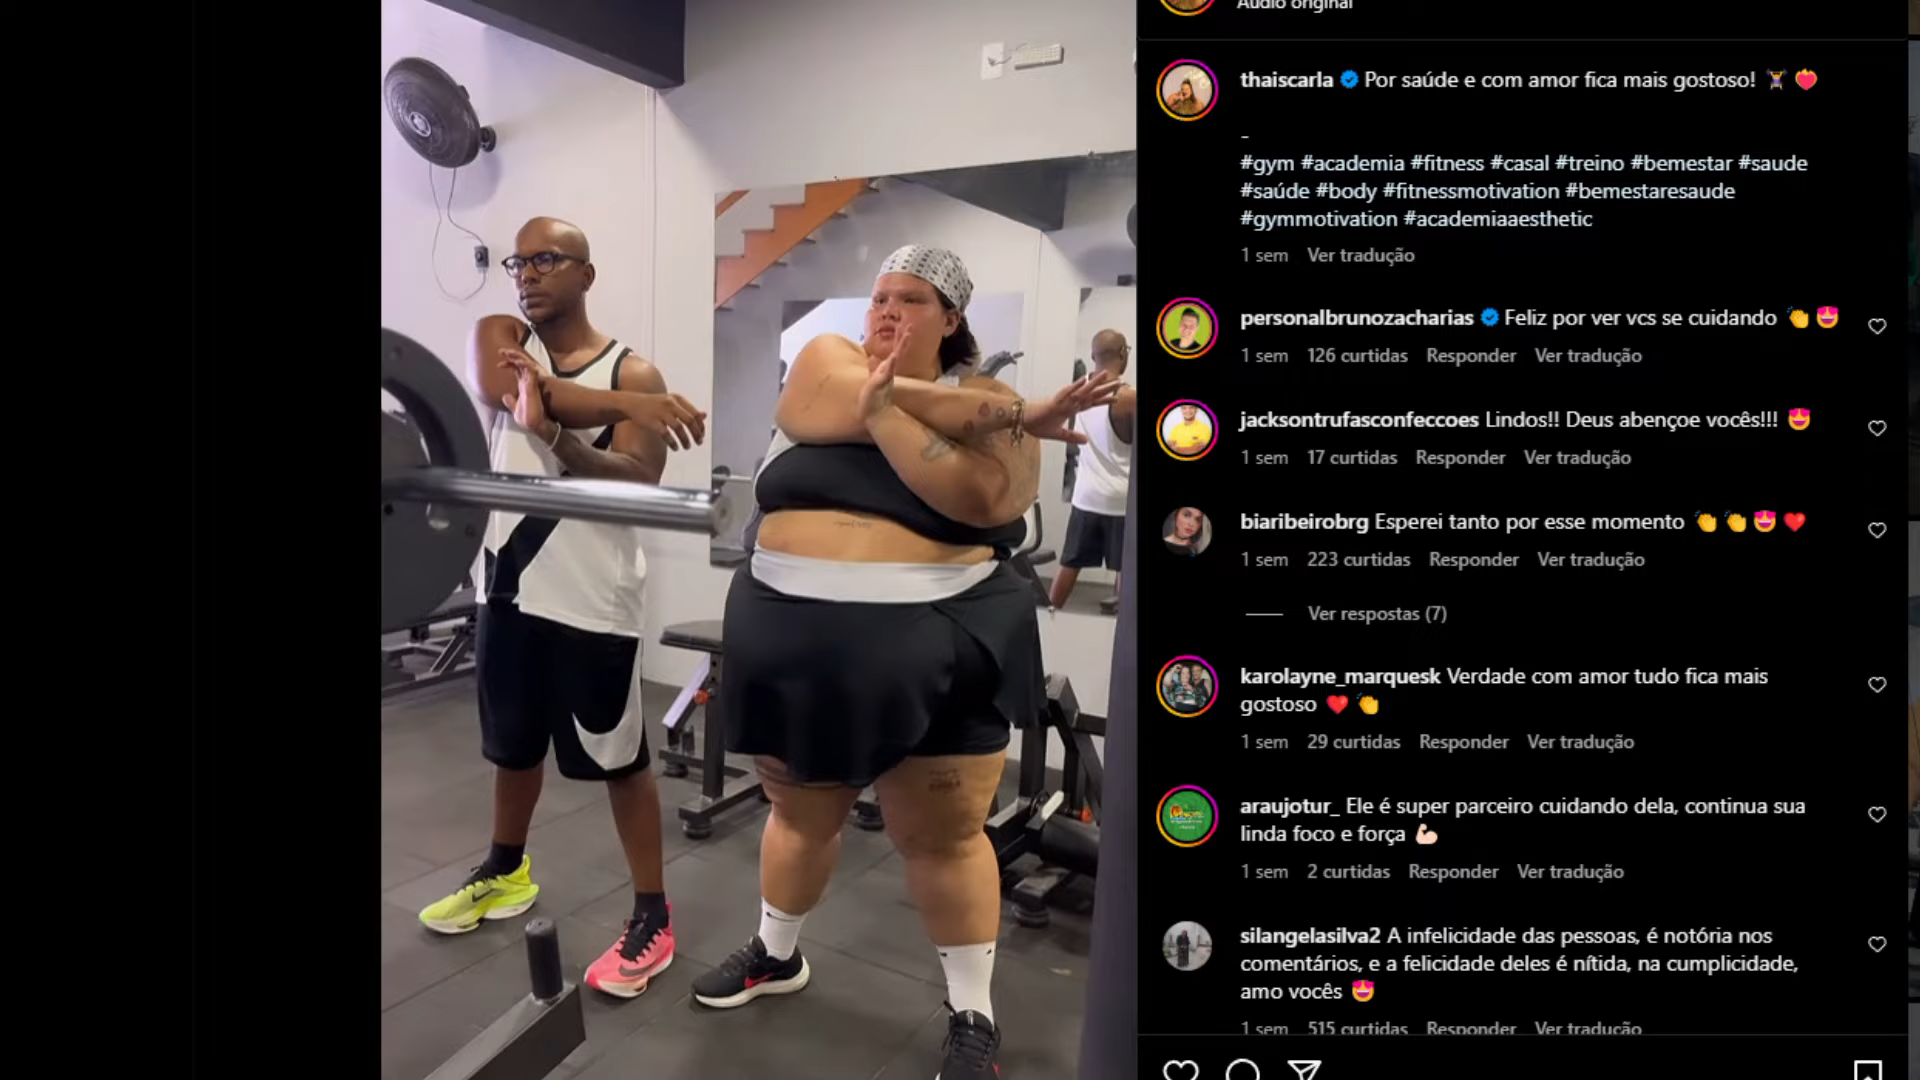 Áudio original
thaiscarla Por saúde e com amor fica mais gostoso! 🏋️ ❤️‍🔥
-
#gym #academia #fitness #casal #treino #bemestar #saude
#saúde #body #fitnessmotivation #bemestaresaude
#gymmotivation #academiaaesthetic
1 sem Ver tradução
personalbrunozacharias Feliz por ver vcs se cuidando 👏 😍
1 sem 126 curtidas Responder Ver tradução
jacksontrufasconfeccoes Lindos!! Deus abençoe vocês!!! 😍
1 sem 17 curtidas Responder Ver tradução
biaribeirobrg Esperei tanto por esse momento 👏 👏 😍 ❤️
1 sem 223 curtidas Responder Ver tradução
Ver respostas (7)
karolayne_marquesk Verdade com amor tudo fica mais
gostoso ❤️ 👏
1 sem 29 curtidas Responder Ver tradução
araujotur_ Ele é super parceiro cuidando dela, continua sua
linda foco e força 💪🏻
1 sem 2 curtidas Responder Ver tradução
silangelasilva2 A infelicidade das pessoas, é notória nos
comentários, e a felicidade deles é nítida, na cumplicidade,
amo vocês 😍
1 sem 515 curtidas Responder Ver tradução